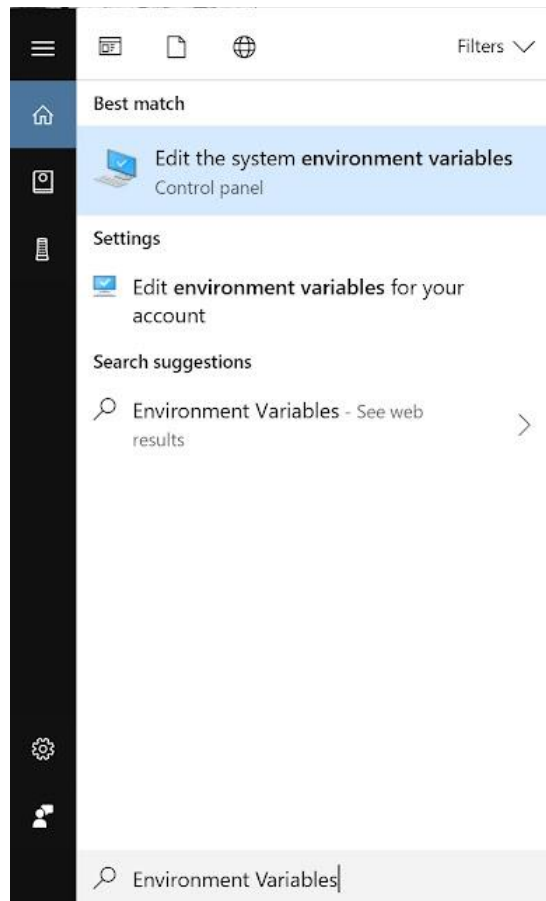 Filters
Best match
Edit the system environment variables
Control panel
Settings
Edit environment variables for your
account
Search suggestions
Environment Variables - See web
results
Environment Variables